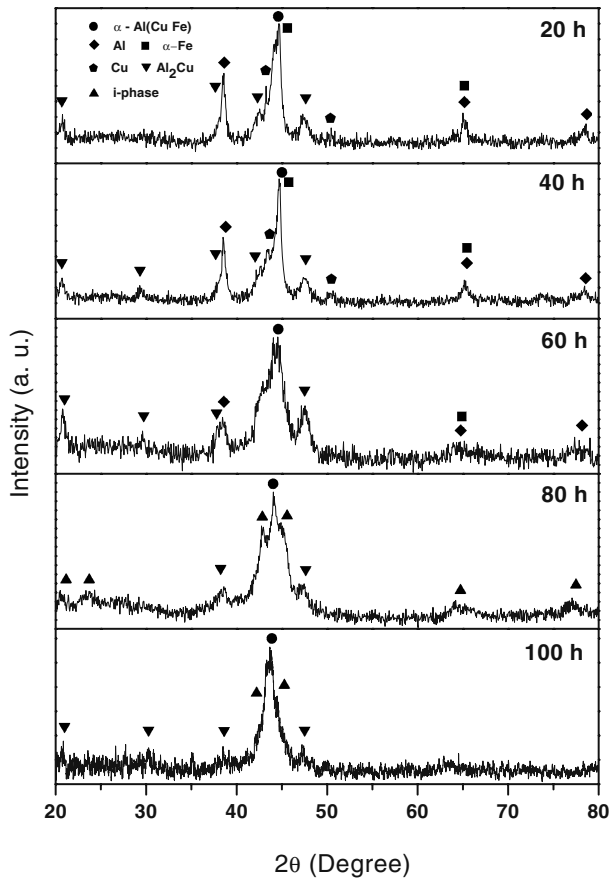 α - Al(Cu Fe)
20 h
Al α–Fe
Cu Al2Cu
i-phase
40 h
60 h
80 h
100 h
Intensity (a. u.)
20 30 40 50 60 70 80
2θ (Degree)